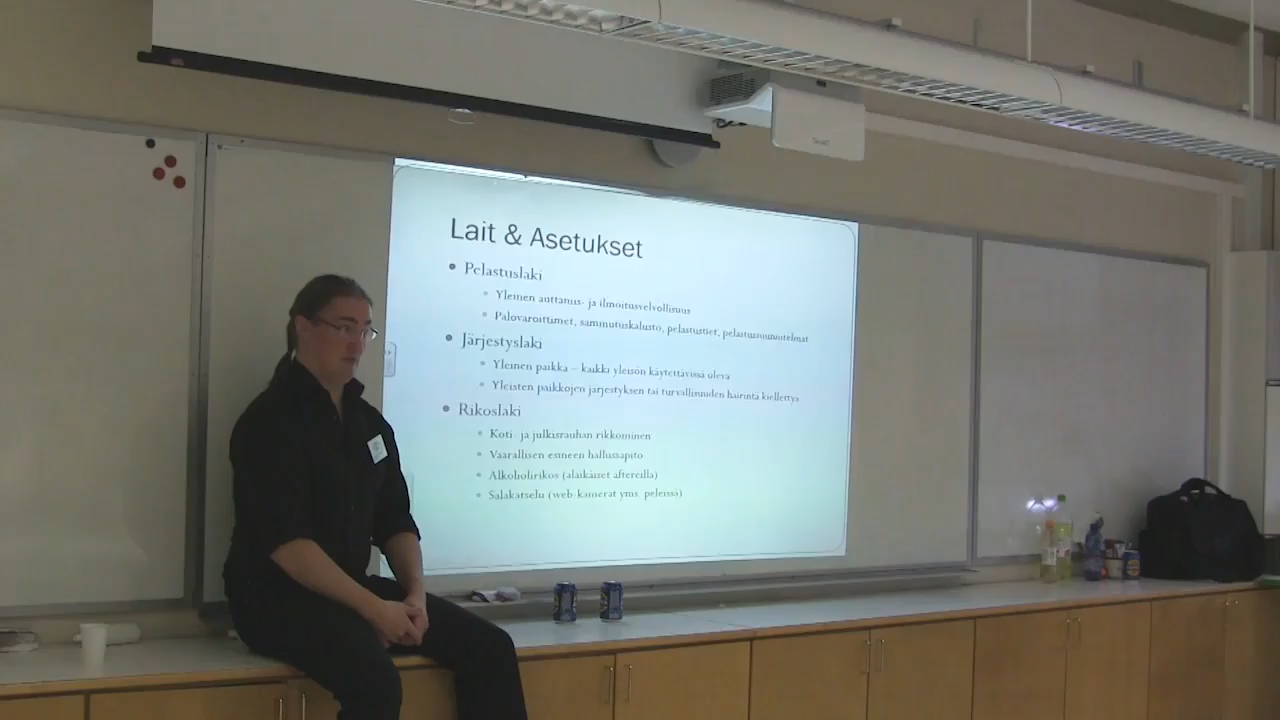 Lait & Asetukset
Pelastuslaki
Yleinen auttamis- ja ilmoitusvelvollisuus
Palovaroittimet, sammutuskalusto, pelastustiet, pelastussuunnitelmat
Järjestyslaki
Yleinen paikka – kaikki yleisön käytettävissä oleva
Yleisten paikkojen järjestyksen tai turvallisuuden häirintä kiellettyä
Rikoslaki
Koti- ja julkisrauhan rikkominen
Vaarallisen esineen hallussapito
Alkoholirikos (alaikäiset aftereilla)
Salakatselu (web-kamerat yms. peleissä)